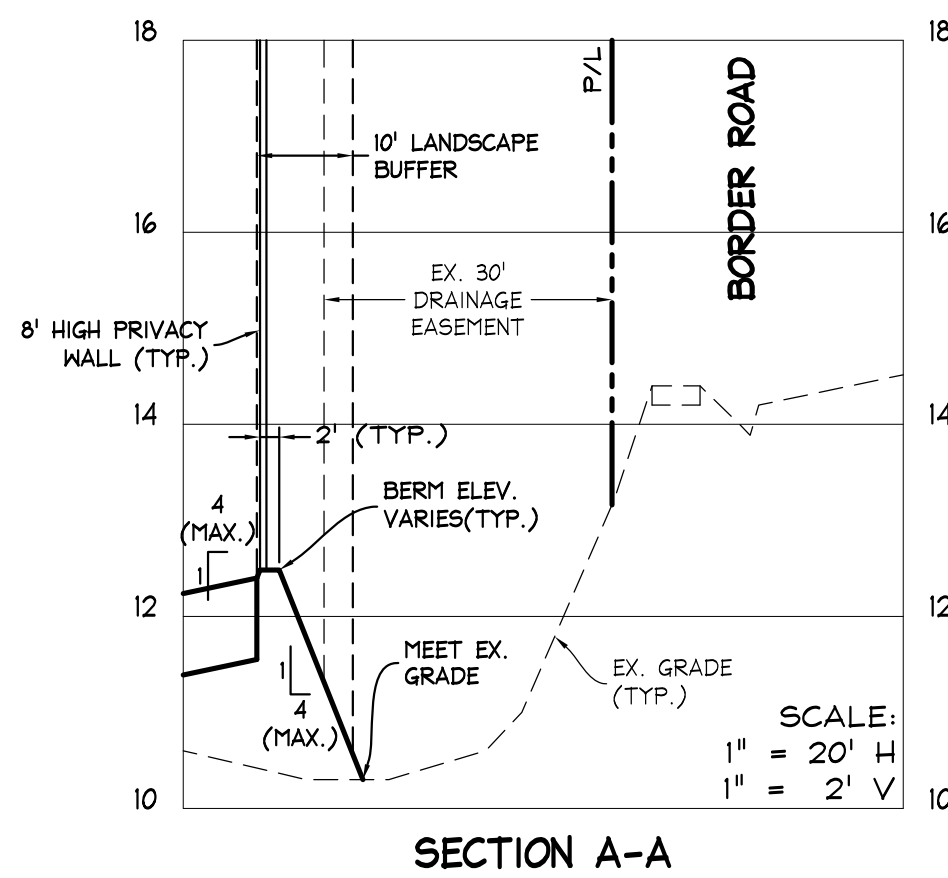 18
18
P/L
BORDER ROAD
10' LANDSCAPE
BUFFER
16
16
EX. 30'
DRAINAGE
EASEMENT
8' HIGH PRIVACY
WALL (TYP.)
14
14
2' (TYP.)
BERM ELEV.
VARIES(TYP.)
4
(MAX.)
1
12
12
MEET EX.
GRADE
1
4
(MAX.)
EX. GRADE
(TYP.)
SCALE:
1" = 20' H
1" = 2' V
10
10
SECTION A-A